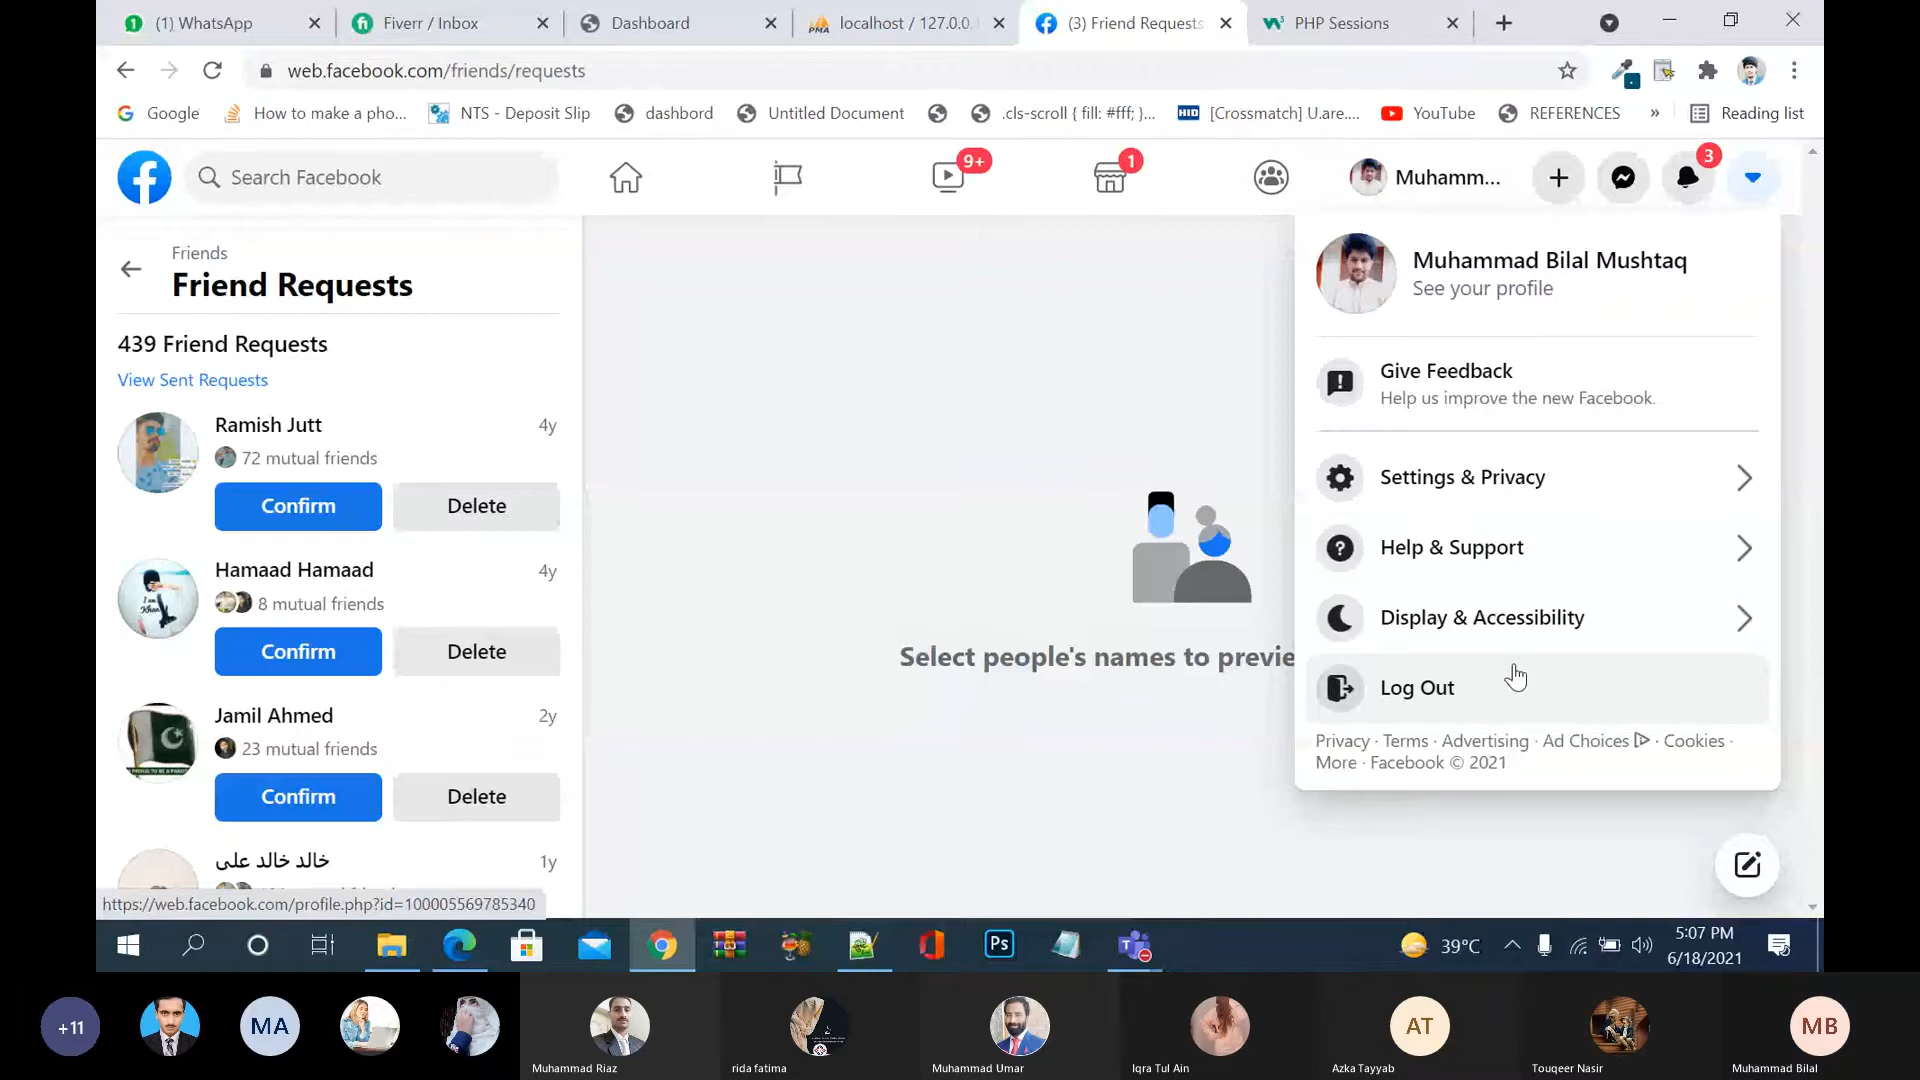 (1) WhatsApp
Fiverr / Inbox
Dashboard
localhost / 127.0.0.
(3) Friend Requests
PHP Sessions
web.facebook.com/friends/requests
Google
How to make a pho...
NTS - Deposit Slip
dashbord
Untitled Document
.cls-scroll { fill: #fff; }...
HID
[Crossmatch] U.are....
YouTube
REFERENCES
»
Reading list
Search Facebook
9+
1
Muhamm...
3
Friends
Friend Requests
439 Friend Requests
View Sent Requests
Ramish Jutt
4y
72 mutual friends
Confirm
Delete
Hamaad Hamaad
4y
8 mutual friends
Confirm
Delete
Jamil Ahmed
2y
23 mutual friends
Confirm
Delete
خالد خالد علی
1y
https://web.facebook.com/profile.php?id=100005569785340
Select people's names to previe
Muhammad Bilal Mushtaq
See your profile
Give Feedback
Help us improve the new Facebook.
Settings & Privacy
Help & Support
Display & Accessibility
Log Out
Privacy · Terms · Advertising · Ad Choices · Cookies ·
More · Facebook © 2021
Ps
39°C
5:07 PM
6/18/2021
+11
MA
AT
MB
Muhammad Riaz
rida fatima
Muhammad Umar
Iqra Tul Ain
Azka Tayyab
Touqeer Nasir
Muhammad Bilal